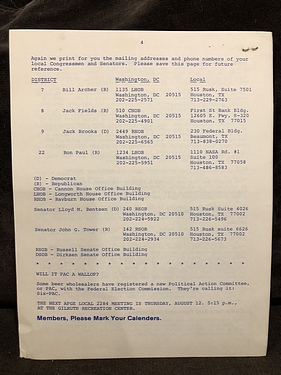 4
Again we print for you the mailing addresses and phone numbers of your
local Congressmen and Senators. Please save this page for future
reference.
DISTRICT Washington, DC Local
7 Bill Archer (R) 1135 LHOB 515 Rusk, Suite 7501
Washington, DC 20515 Houston, TX
202-225-2571 713-229-2763
8 Jack Fields (R) 510 CHOB First St Bank Bldg.
Washington, DC 20515 12605 E. Fwy, S-320
202-225-4901 Houston, TX 77015
9 Jack Brooks (D) 2449 RHOB 230 Federal Bldg.
Washington, DC 20515 Beaumont, TX
202-225-6565 713-838-0270
22 Ron Paul (R) 1234 LHOB 1110 NASA Rd. #1
Washington, DC 20515 Suite 100
202-225-5951 Houston, TX 77058
713-486-8583
(D) - Democrat
(R) - Republican
CHOB - Cannon House Office Building
LHOB - Longworth House Office Building
RHOB - Rayburn House Office Building
Senator Lloyd M. Bentsen (D) 240 RSOB 515 Rusk Suite 4026
Washington, DC 20510 Houston, TX 77002
202-224-5922 713-226-5496
Senator John G. Tower (R) 142 RSOB 515 Rusk suite 6626
Washington, DC 20510 Houston, TX 77002
202-224-2934 713-226-5673
RSOB - Russell Senate Office Building
DSOB - Dirksen Senate Office Building
WILL IT PAC A WALLOP?
Some beer wholesalers have registered a new Political Action Committee,
or PAC, with the Federal Election Commission. They're calling it:
Six-PAC.
THE NEXT AFGE LOCAL 2284 MEETING IS THURSDAY, AUGUST 12, 5:15 p.m.,
AT THE GILRUTH RECREATION CENTER.
Members, Please Mark Your Calenders.